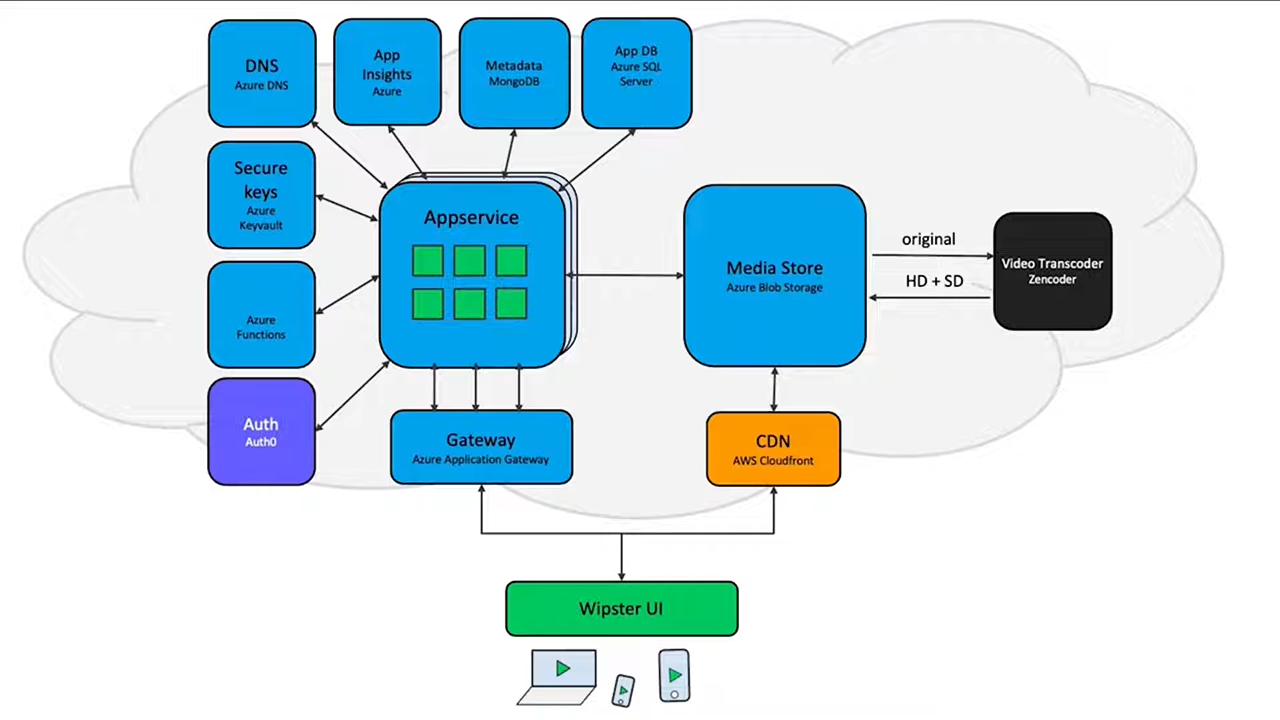 DNS
Azure DNS
App
Insights
Azure
Metadata
MongoDB
App DB
Azure SQL
Server
Secure
keys
Azure
Keyvault
Azure
Functions
Auth
Auth0
Appservice
Gateway
Azure Application Gateway
Media Store
Azure Blob Storage
original
HD + SD
Video Transcoder
Zencoder
CDN
AWS Cloudfront
Wipster UI